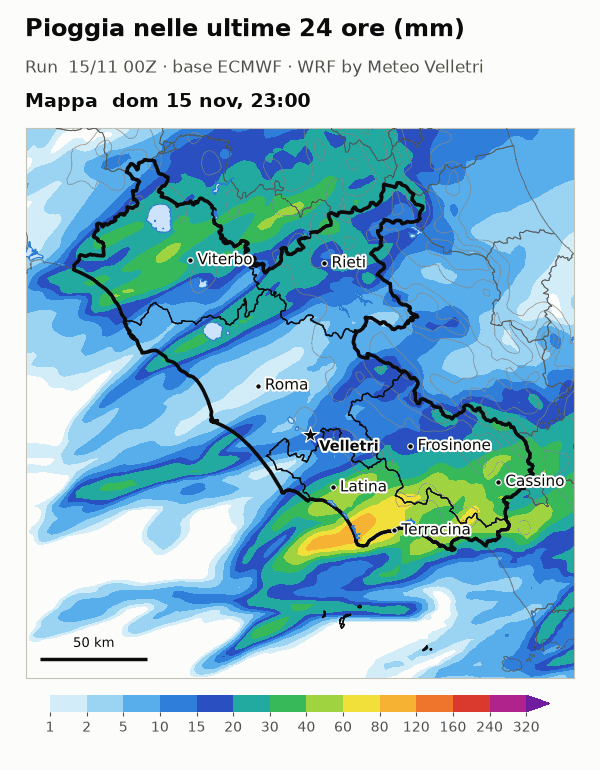 Pioggia nelle ultime 24 ore (mm)
Run  15/11 00Z · base ECMWF · WRF by Meteo Velletri
Mappa  dom 15 nov, 23:00
Viterbo
Rieti
Roma
Velletri
Frosinone
Latina
Cassino
Terracina
50 km
1 2 5 10 15 20 30 40 60 80 120 160 240 320